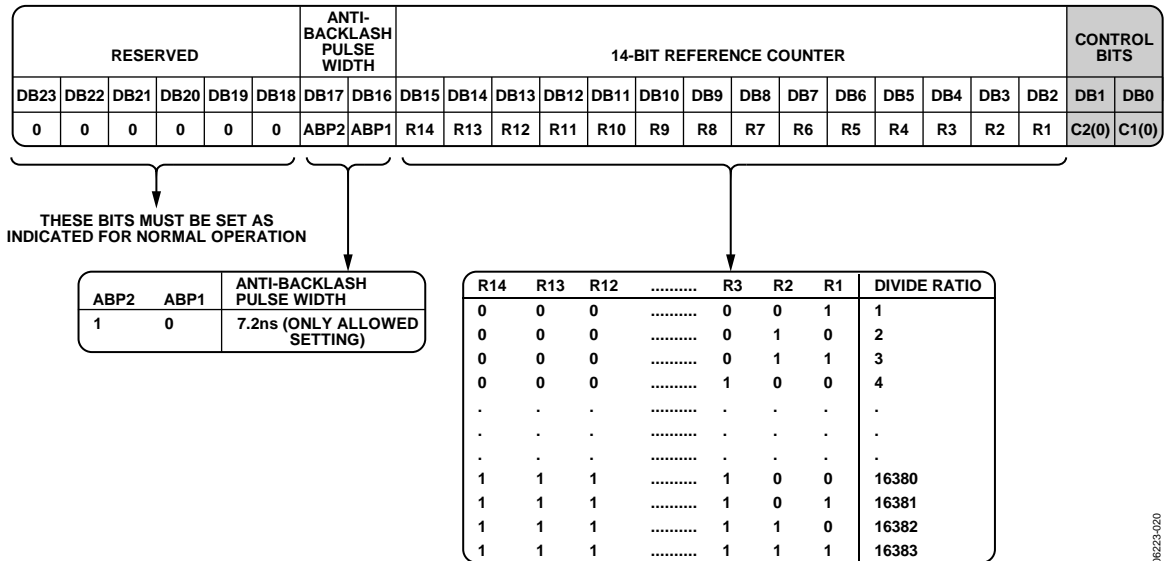 RESERVED
ANTI-
BACKLASH
PULSE
WIDTH
14-BIT REFERENCE COUNTER
CONTROL
BITS
DB23 DB22 DB21 DB20 DB19 DB18 DB17 DB16 DB15 DB14 DB13 DB12 DB11 DB10 DB9 DB8 DB7 DB6 DB5 DB4 DB3 DB2 DB1 DB0
0 0 0 0 0 0 ABP2 ABP1 R14 R13 R12 R11 R10 R9 R8 R7 R6 R5 R4 R3 R2 R1 C2(0) C1(0)
THESE BITS MUST BE SET AS
INDICATED FOR NORMAL OPERATION
ABP2 ABP1 ANTI-BACKLASH
PULSE WIDTH
1 0 7.2ns (ONLY ALLOWED
SETTING)
R14 R13 R12 .......... R3 R2 R1 DIVIDE RATIO
0 0 0 .......... 0 0 1 1
0 0 0 .......... 0 1 0 2
0 0 0 .......... 0 1 1 3
0 0 0 .......... 1 0 0 4
. . . .......... . . . .
. . . .......... . . . .
. . . .......... . . . .
1 1 1 .......... 1 0 0 16380
1 1 1 .......... 1 0 1 16381
1 1 1 .......... 1 1 0 16382
1 1 1 .......... 1 1 1 16383
06223-020